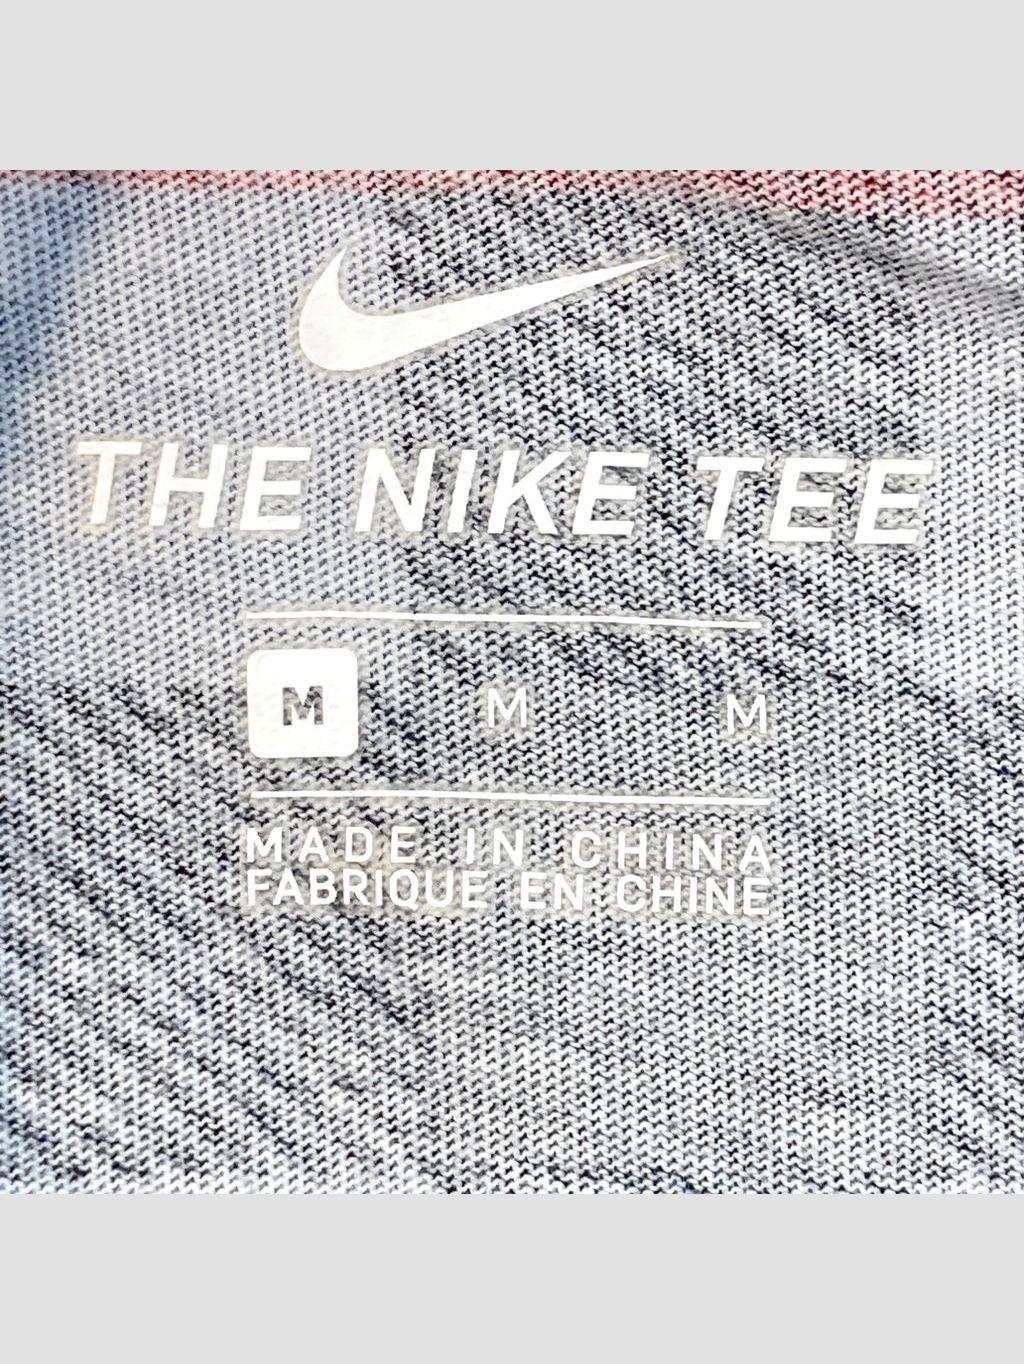 THE NIKE TEE
M M M
MADE IN CHINA
FABRIQUE EN CHINE